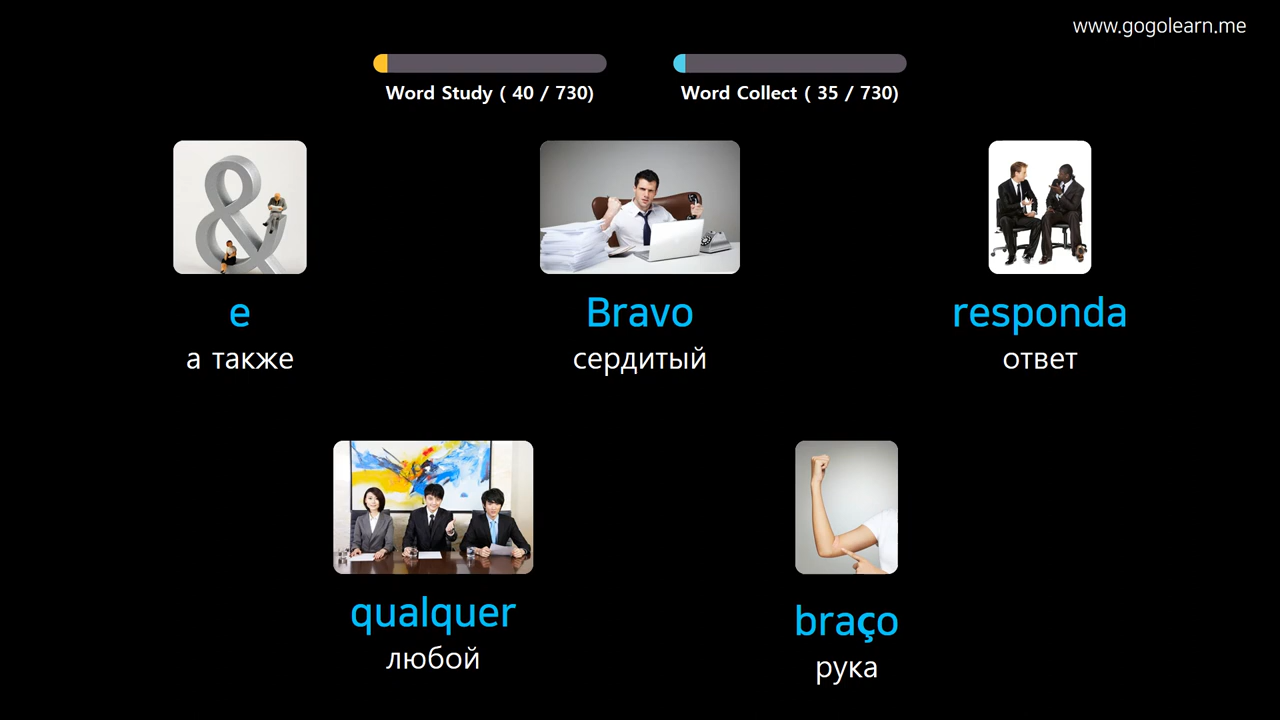 www.gogolearn.me
Word Study ( 40 / 730)
Word Collect ( 35 / 730)
e
а также
Bravo
сердитый
responda
ответ
qualquer
любой
braço
рука